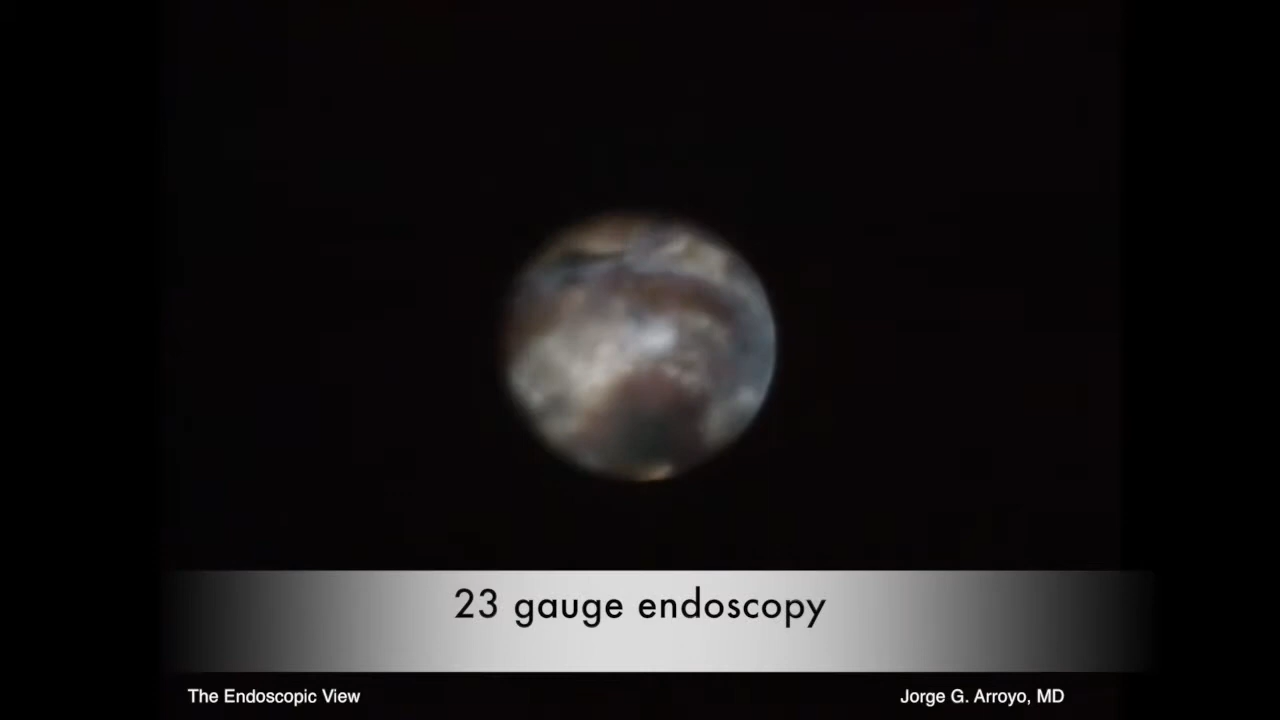 23 gauge endoscopy
The Endoscopic View
Jorge G. Arroyo, MD